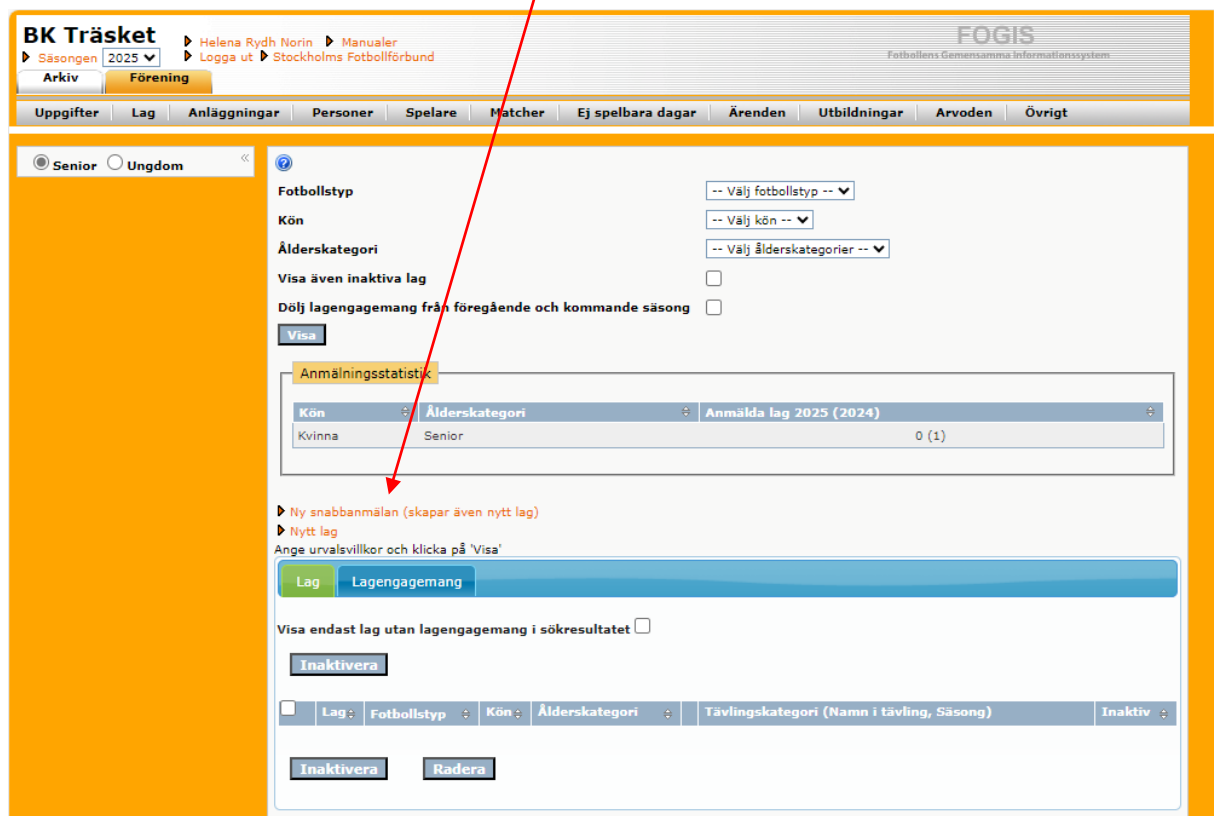 BK Träsket
Helena Rydh Norin Manualer
Säsongen 2025 Logga ut Stockholms Fotbollförbund
FOGIS
Fotbollens Gemensamma Informationssystem
Arkiv Förening
Uppgifter Lag Anläggningar Personer Spelare Matcher Ej spelbara dagar Ärenden Utbildningar Arvoden Övrigt
Senior Ungdom «
?
Fotbollstyp -- Välj fotbollstyp --
Kön -- Välj kön --
Ålderskategori -- Välj ålderskategorier --
Visa även inaktiva lag
Dölj lagengagemang från föregående och kommande säsong
Visa
Anmälningsstatistik
Kön Ålderskategori Anmälda lag 2025 (2024)
Kvinna Senior 0 (1)
Ny snabbanmälan (skapar även nytt lag)
Nytt lag
Ange urvalsvillkor och klicka på 'Visa'
Lag Lagengagemang
Visa endast lag utan lagengagemang i sökresultatet
Inaktivera
Lag Fotbollstyp Kön Ålderskategori Tävlingskategori (Namn i tävling, Säsong) Inaktiv
Inaktivera Radera